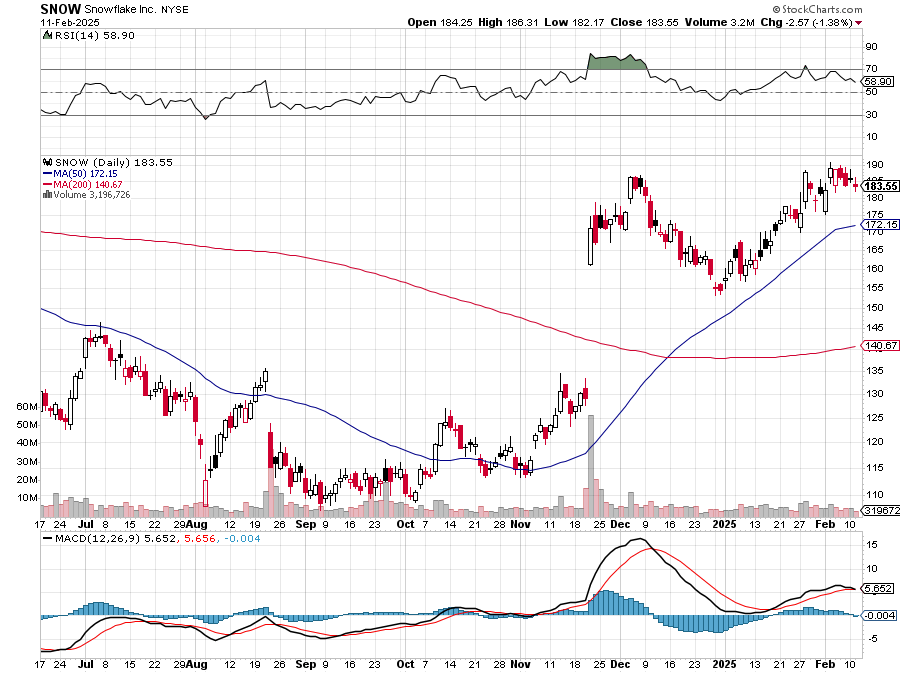 SNOW Snowflake Inc. NYSE © StockCharts.com
11-Feb-2025 Open 184.25 High 186.31 Low 182.17 Close 183.55 Volume 3.2M Chg -2.57 (-1.38%)
RSI(14) 58.90
90
70
58.90
50
30
10
SNOW (Daily) 183.55
MA(50) 172.15
MA(200) 140.67
Volume 3,196,726
190
185
183.55
180
175
172.15
170
165
160
155
150
145
140.67
135
130
60M 125
50M
40M 120
30M 115
20M
10M 110
3196726
17 24 Jul 8 15 22 29 Aug 12 19 26 Sep 9 16 23 Oct 7 14 21 28 Nov 11 18 25 Dec 9 16 23 2025 13 21 27 Feb 10
MACD(12,26,9) 5.652, 5.656, -0.004
15
10
5.652
-0.004
-5
17 24 Jul 8 15 22 29 Aug 12 19 26 Sep 9 16 23 Oct 7 14 21 28 Nov 11 18 25 Dec 9 16 23 2025 13 21 27 Feb 10